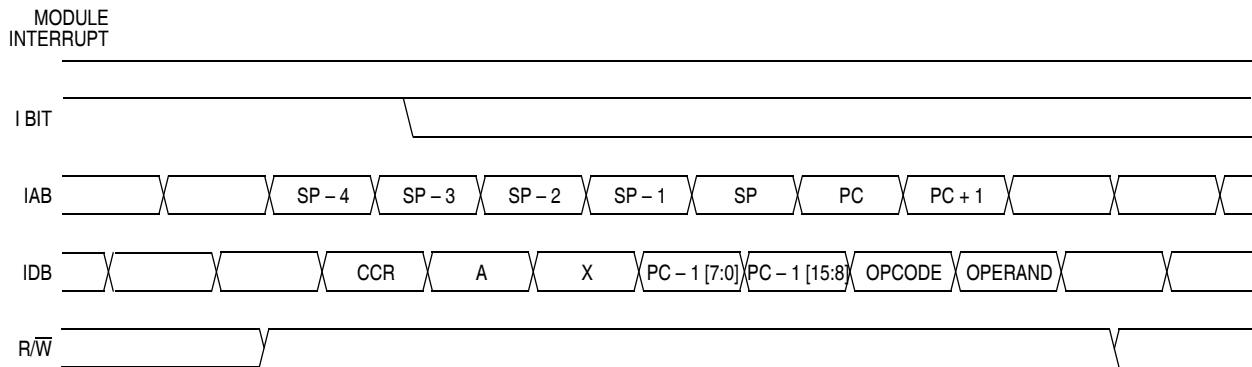 MODULE
INTERRUPT
I BIT
IAB SP – 4 SP – 3 SP – 2 SP – 1 SP PC PC + 1
IDB CCR A X PC – 1 [7:0] PC – 1 [15:8] OPCODE OPERAND
R/W̅